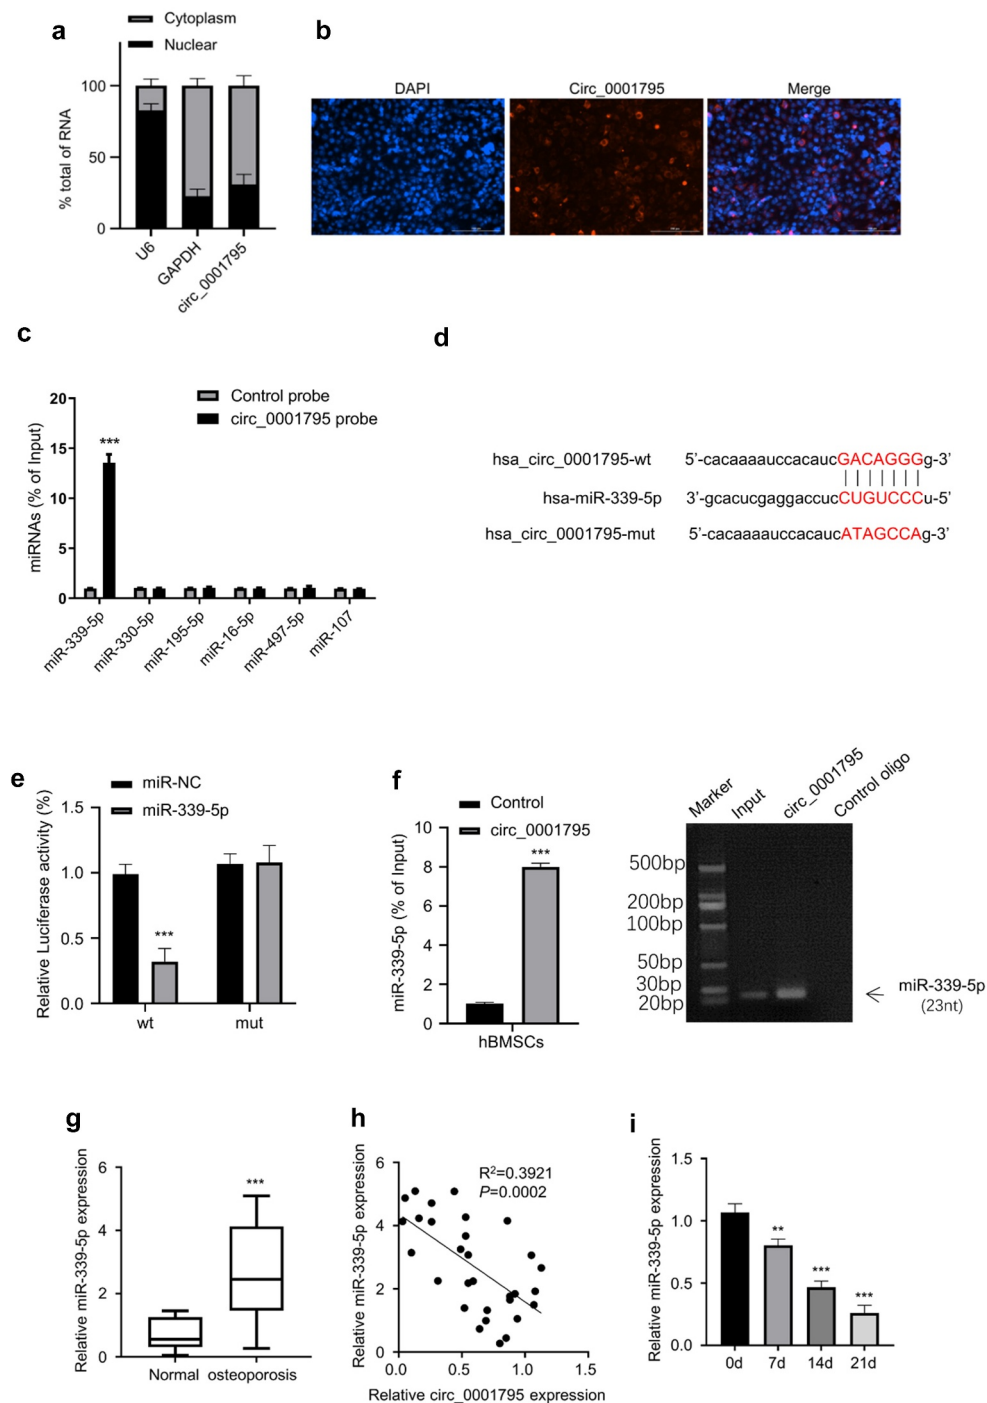 a
Cytoplasm
Nuclear
% total of RNA
100
50
0
U6
GAPDH
circ_0001795
b
DAPI
Circ_0001795
Merge
c
Control probe
circ_0001795 probe
miRNAs (% of Input)
20
15
10
5
0
***
miR-339-5p
miR-330-5p
miR-195-5p
miR-16-5p
miR-497-5p
miR-107
d
hsa_circ_0001795-wt 5’-cacaaaauccacaucGACAGGGg-3’
hsa-miR-339-5p 3’-gcacucgaggaccucCUGUCCCu-5’
hsa_circ_0001795-mut 5’-cacaaaauccacaucATAGCCAg-3’
e
miR-NC
miR-339-5p
Relative Luciferase activity (%)
1.5
1.0
0.5
0.0
***
wt
mut
f
Control
circ_0001795
miR-339-5p (% of Input)
10
8
6
4
2
0
***
hBMSCs
Marker
Input
circ_0001795
Control oligo
500bp
200bp
100bp
50bp
30bp
20bp
miR-339-5p
(23nt)
g
Relative miR-339-5p expression
6
4
2
0
***
Normal
osteoporosis
h
Relative miR-339-5p expression
6
4
2
0
R²=0.3921
P=0.0002
0.0
0.5
1.0
1.5
Relative circ_0001795 expression
i
Relative miR-339-5p expression
1.5
1.0
0.5
0.0
**
***
***
0d
7d
14d
21d